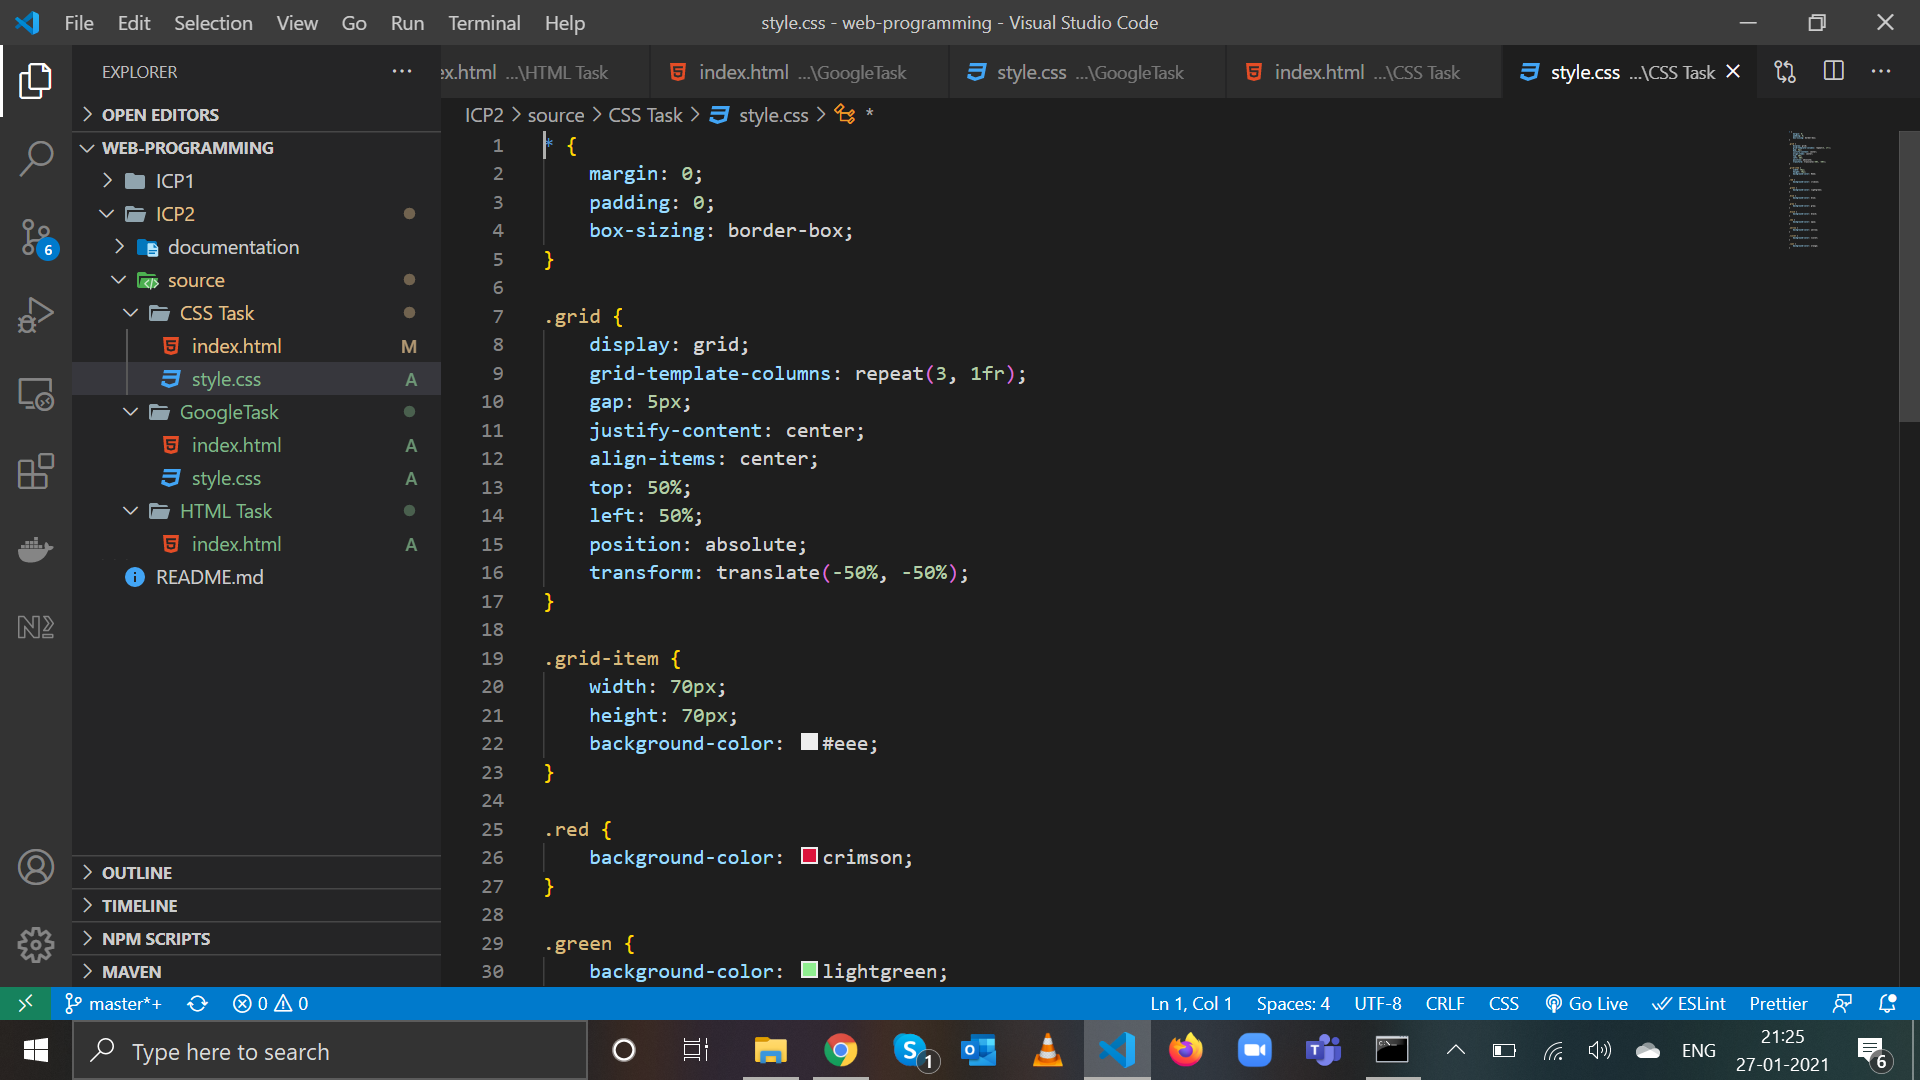 File Edit Selection View Go Run Terminal Help
style.css - web-programming - Visual Studio Code
EXPLORER
ex.html ...\HTML Task
index.html ...\GoogleTask
style.css ...\GoogleTask
index.html ...\CSS Task
style.css ...\CSS Task
OPEN EDITORS
WEB-PROGRAMMING
ICP1
ICP2
documentation
source
CSS Task
index.html M
style.css A
GoogleTask
index.html A
style.css A
HTML Task
index.html A
README.md
OUTLINE
TIMELINE
NPM SCRIPTS
MAVEN
6
ICP2 > source > CSS Task > style.css > *
1 * {
2 margin: 0;
3 padding: 0;
4 box-sizing: border-box;
5 }
6
7 .grid {
8 display: grid;
9 grid-template-columns: repeat(3, 1fr);
10 gap: 5px;
11 justify-content: center;
12 align-items: center;
13 top: 50%;
14 left: 50%;
15 position: absolute;
16 transform: translate(-50%, -50%);
17 }
18
19 .grid-item {
20 width: 70px;
21 height: 70px;
22 background-color: #eee;
23 }
24
25 .red {
26 background-color: crimson;
27 }
28
29 .green {
30 background-color: lightgreen;
master*+ 0 0
Ln 1, Col 1 Spaces: 4 UTF-8 CRLF CSS Go Live ESLint Prettier
Type here to search
1
ENG
21:25
27-01-2021
6